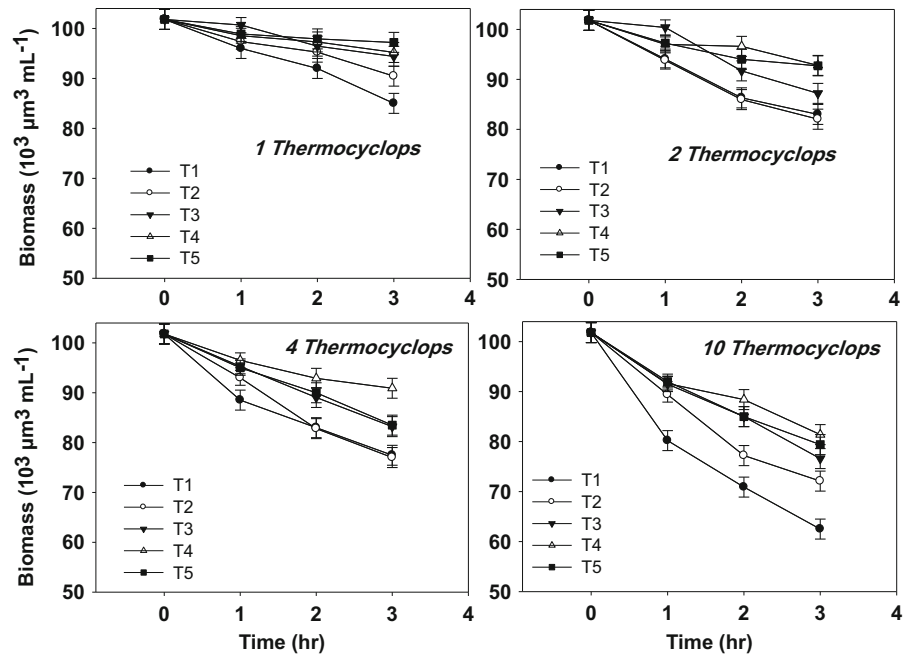 Biomass (10³ µm³ mL⁻¹)
100
90
80
70
60
50
1 Thermocyclops
T1
T2
T3
T4
T5
0 1 2 3 4
100
90
80
70
60
50
2 Thermocyclops
T1
T2
T3
T4
T5
0 1 2 3 4
Biomass (10³ µm³ mL⁻¹)
100
90
80
70
60
50
4 Thermocyclops
T1
T2
T3
T4
T5
0 1 2 3 4
Time (hr)
100
90
80
70
60
50
10 Thermocyclops
T1
T2
T3
T4
T5
0 1 2 3 4
Time (hr)